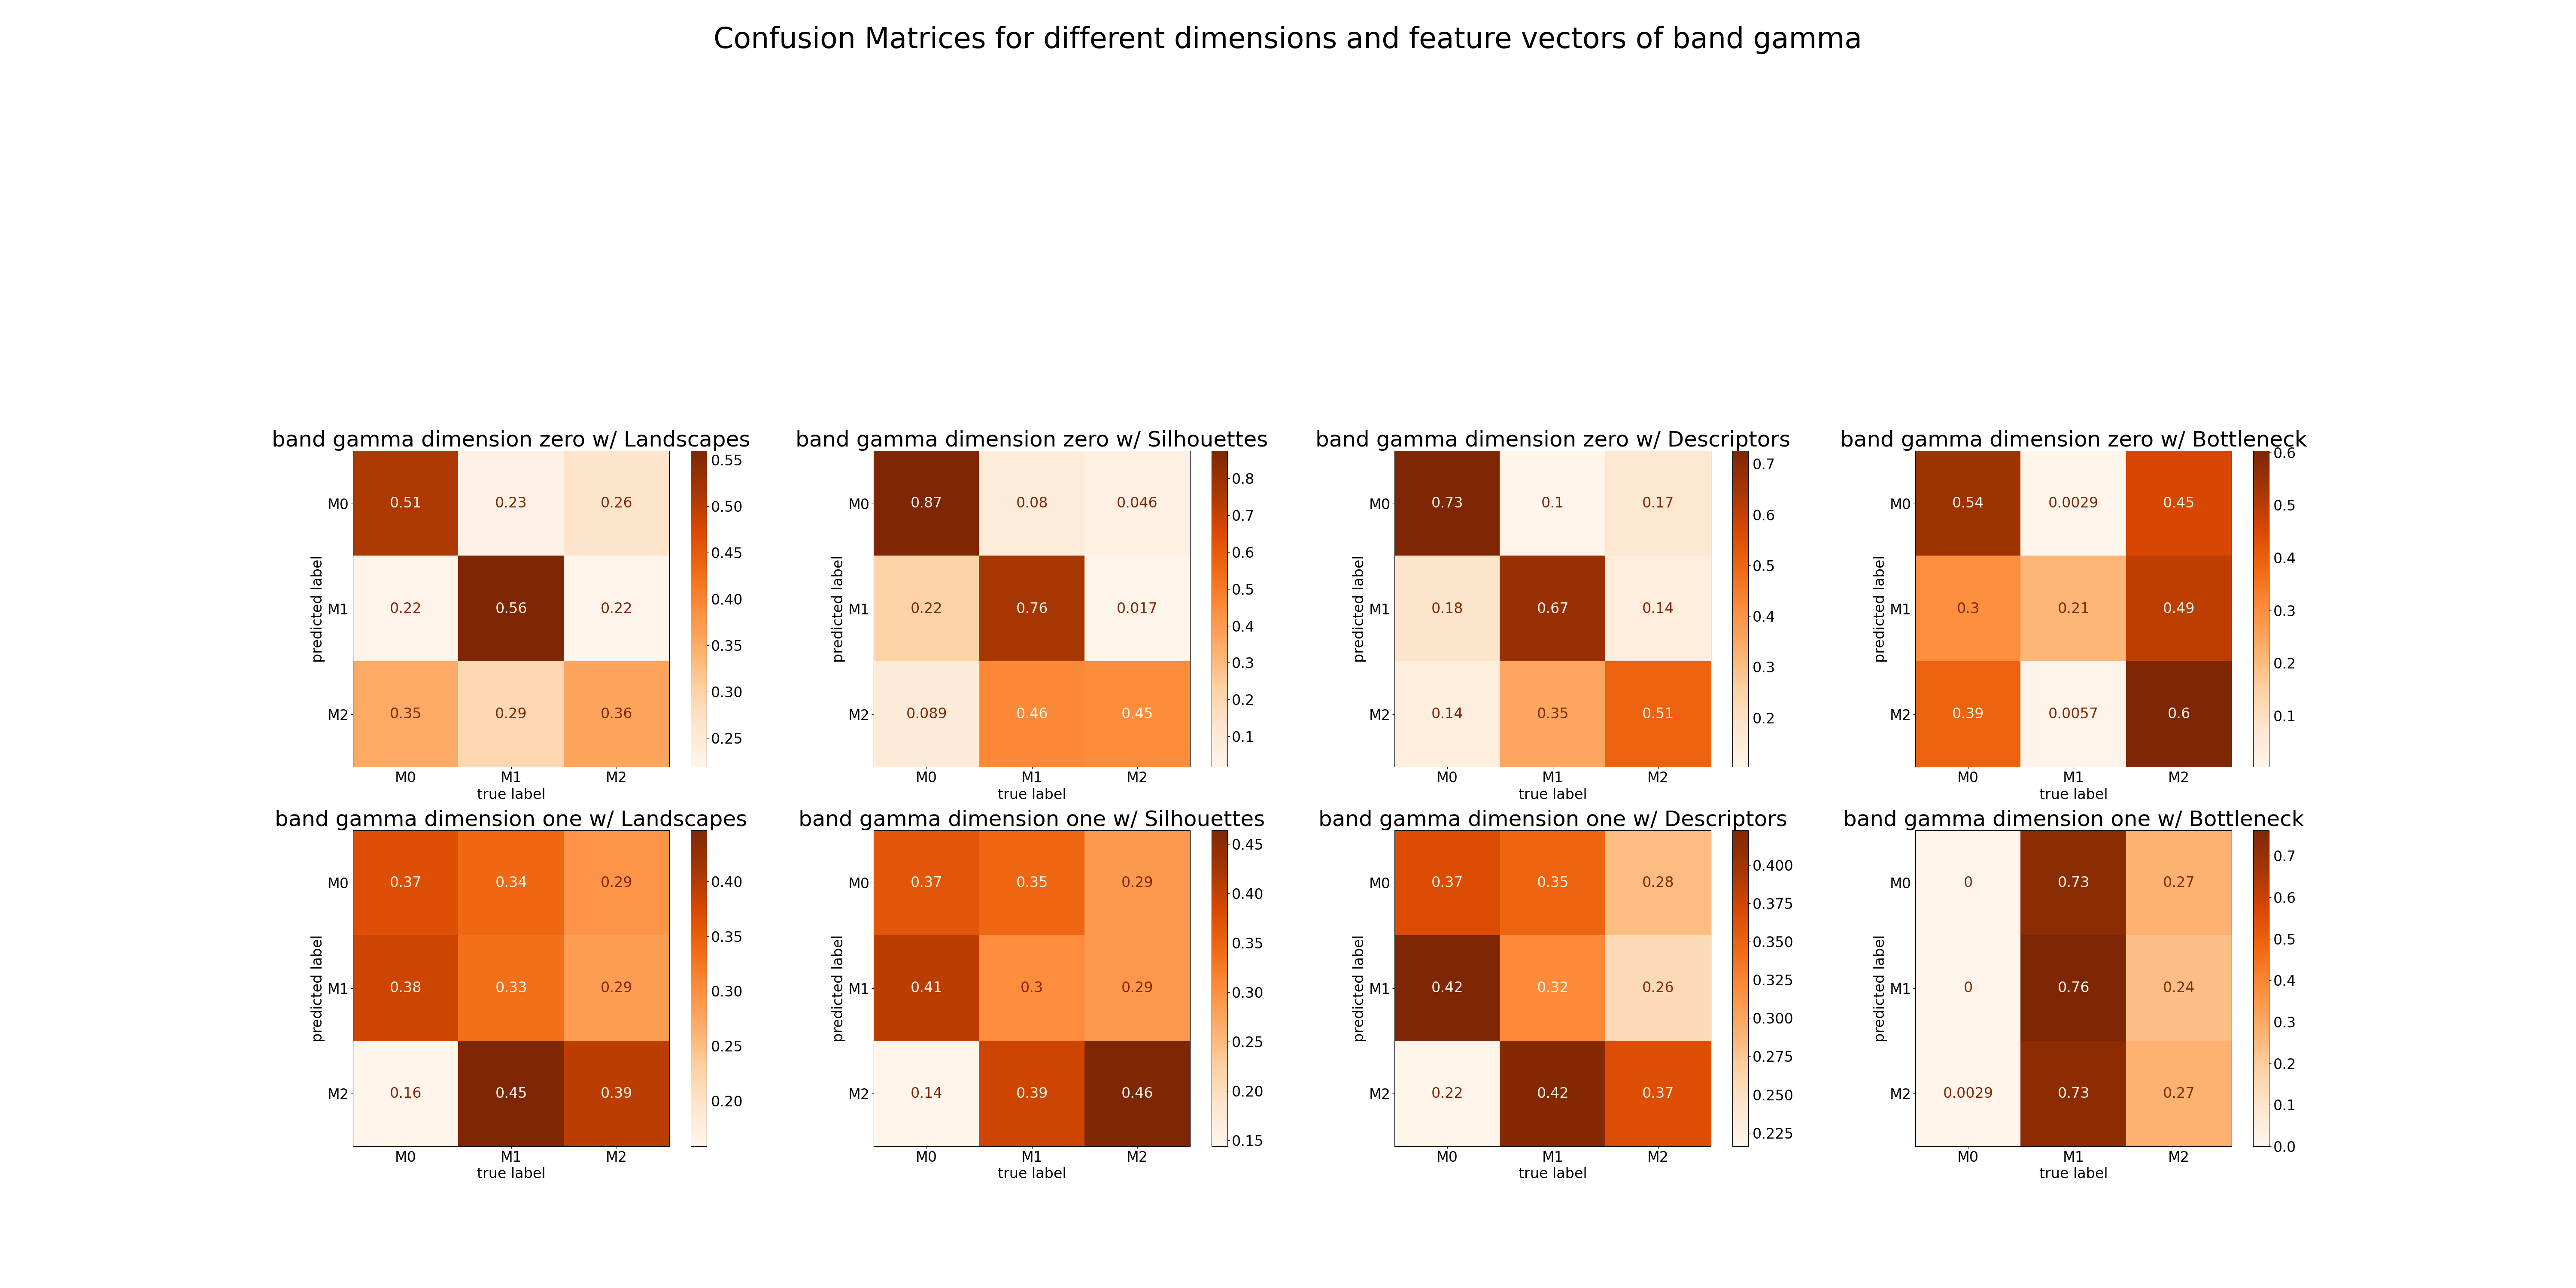 Confusion Matrices for different dimensions and feature vectors of band gamma
band gamma dimension zero w/ Landscapes
predicted label
M0 0.51 0.23 0.26
M1 0.22 0.56 0.22
M2 0.35 0.29 0.36
M0 M1 M2
true label
0.55
0.50
0.45
0.40
0.35
0.30
0.25
band gamma dimension zero w/ Silhouettes
predicted label
M0 0.87 0.08 0.046
M1 0.22 0.76 0.017
M2 0.089 0.46 0.45
M0 M1 M2
true label
0.8
0.7
0.6
0.5
0.4
0.3
0.2
0.1
band gamma dimension zero w/ Descriptors
predicted label
M0 0.73 0.1 0.17
M1 0.18 0.67 0.14
M2 0.14 0.35 0.51
M0 M1 M2
true label
0.7
0.6
0.5
0.4
0.3
0.2
band gamma dimension zero w/ Bottleneck
predicted label
M0 0.54 0.0029 0.45
M1 0.3 0.21 0.49
M2 0.39 0.0057 0.6
M0 M1 M2
true label
0.6
0.5
0.4
0.3
0.2
0.1
band gamma dimension one w/ Landscapes
predicted label
M0 0.37 0.34 0.29
M1 0.38 0.33 0.29
M2 0.16 0.45 0.39
M0 M1 M2
true label
0.40
0.35
0.30
0.25
0.20
band gamma dimension one w/ Silhouettes
predicted label
M0 0.37 0.35 0.29
M1 0.41 0.3 0.29
M2 0.14 0.39 0.46
M0 M1 M2
true label
0.45
0.40
0.35
0.30
0.25
0.20
0.15
band gamma dimension one w/ Descriptors
predicted label
M0 0.37 0.35 0.28
M1 0.42 0.32 0.26
M2 0.22 0.42 0.37
M0 M1 M2
true label
0.400
0.375
0.350
0.325
0.300
0.275
0.250
0.225
band gamma dimension one w/ Bottleneck
predicted label
M0 0 0.73 0.27
M1 0 0.76 0.24
M2 0.0029 0.73 0.27
M0 M1 M2
true label
0.7
0.6
0.5
0.4
0.3
0.2
0.1
0.0